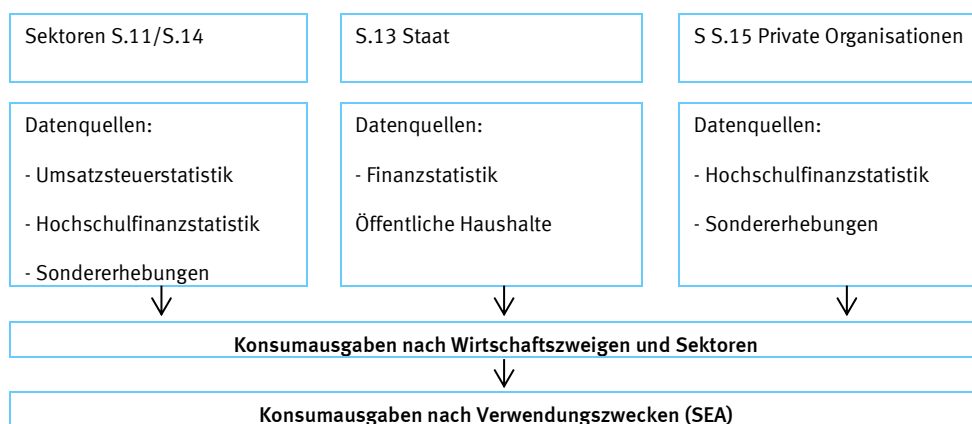 Sektoren S.11/S.14
S.13 Staat
S S.15 Private Organisationen
Datenquellen:
- Umsatzsteuerstatistik
- Hochschulfinanzstatistik
- Sondererhebungen
Datenquellen:
- Finanzstatistik
Öffentliche Haushalte
Datenquellen:
- Hochschulfinanzstatistik
- Sondererhebungen
Konsumausgaben nach Wirtschaftszweigen und Sektoren
Konsumausgaben nach Verwendungszwecken (SEA)